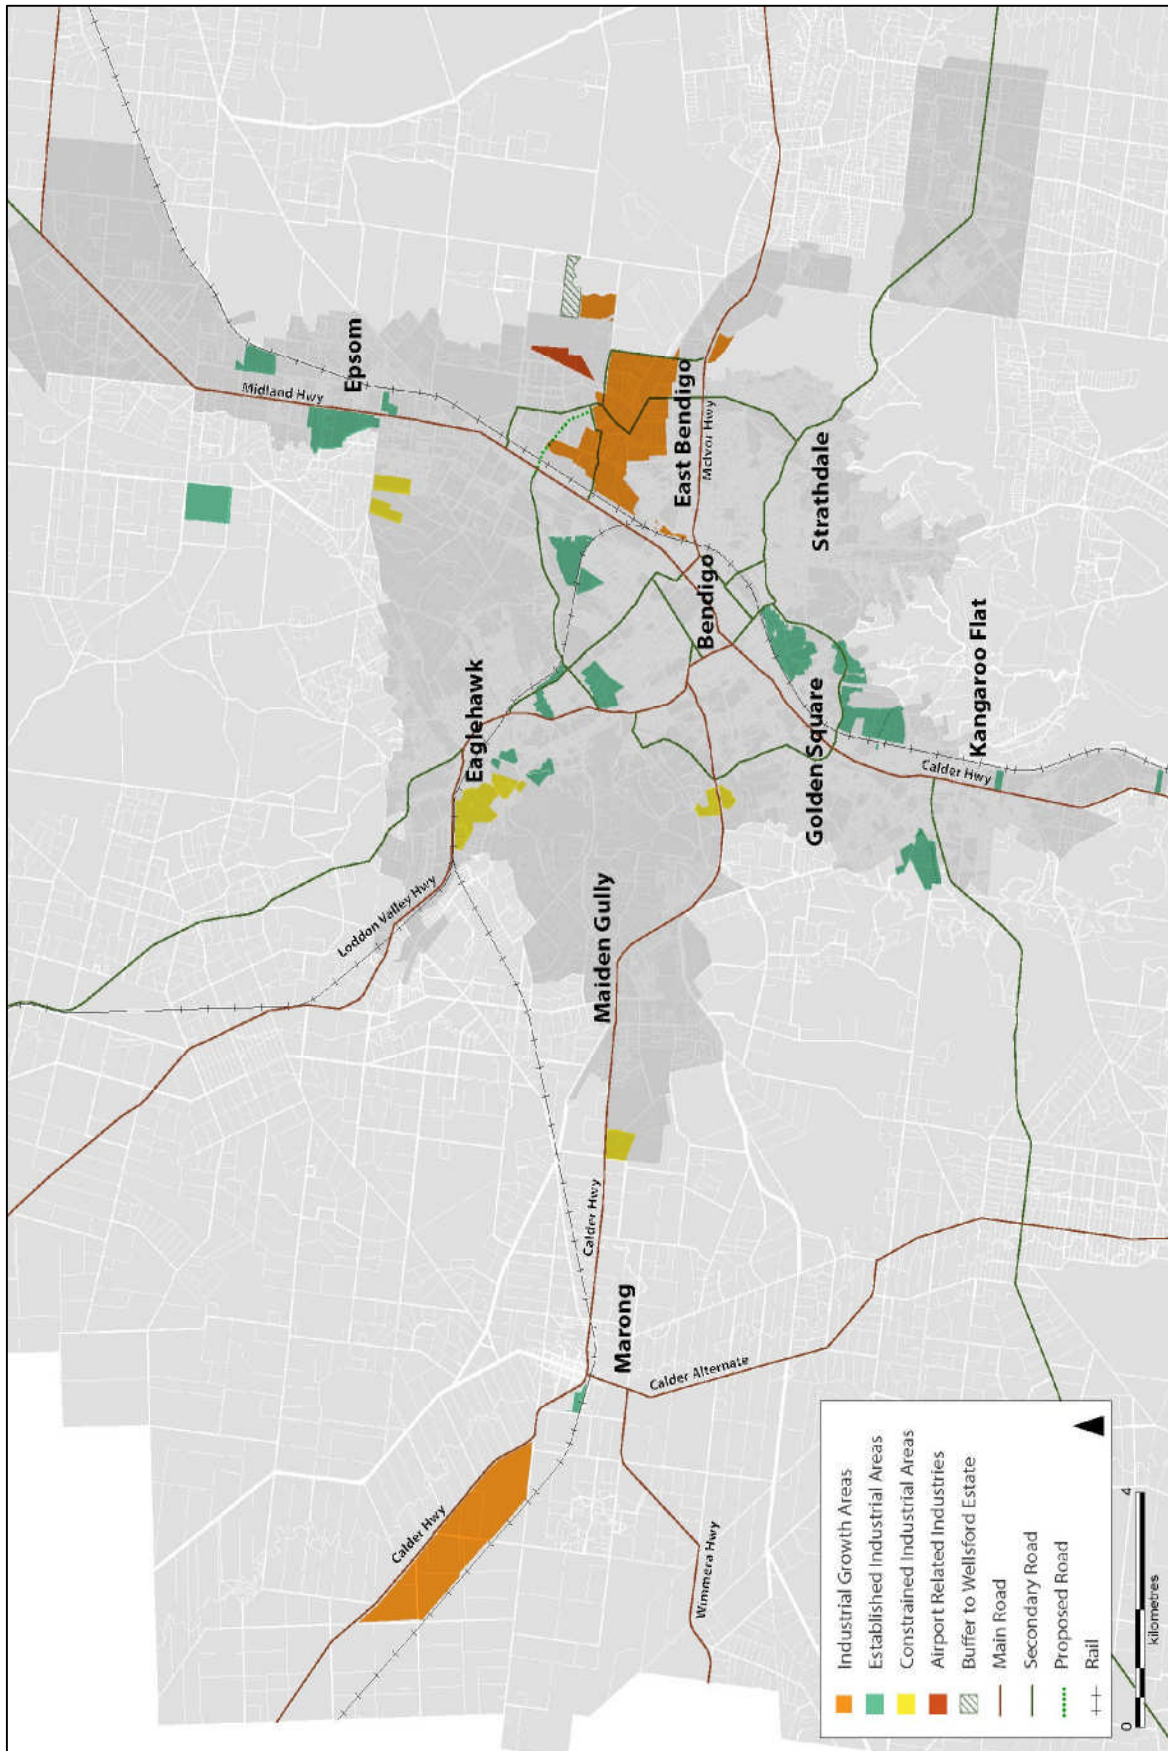 Midland Hwy
Epsom
East Bendigo
McIvor Hwy
Strathdale
Bendigo
Eaglehawk
Loddon Valley Hwy
Golden Square
Kangaroo Flat
Calder Hwy
Maiden Gully
Calder Hwy
Marong
Calder Alternate
Calder Hwy
Wimmera Hwy
Industrial Growth Areas
Established Industrial Areas
Constrained Industrial Areas
Airport Related Industries
Buffer to Wellsford Estate
Main Road
Secondary Road
Proposed Road
Rail
0
4
kilometres